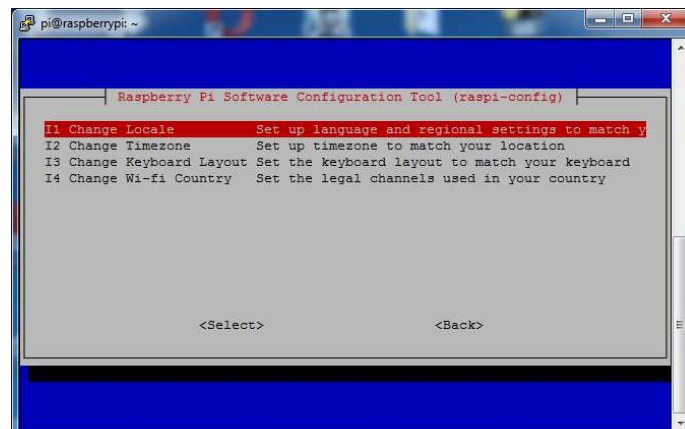 pi@raspberrypi: ~
Raspberry Pi Software Configuration Tool (raspi-config)
I1 Change Locale Set up language and regional settings to match y
I2 Change Timezone Set up timezone to match your location
I3 Change Keyboard Layout Set the keyboard layout to match your keyboard
I4 Change Wi-fi Country Set the legal channels used in your country
<Select> <Back>